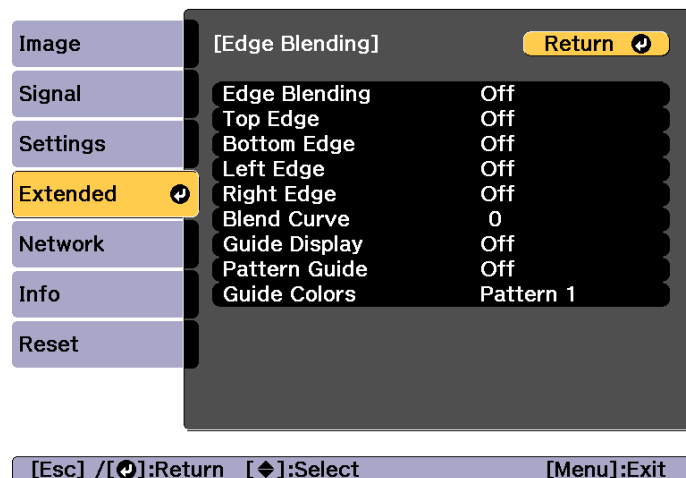 Image
Signal
Settings
Extended
Network
Info
Reset
[Edge Blending] Return
Edge Blending Off
Top Edge Off
Bottom Edge Off
Left Edge Off
Right Edge Off
Blend Curve 0
Guide Display Off
Pattern Guide Off
Guide Colors Pattern 1
[Esc] /[⏎]:Return [◆]:Select [Menu]:Exit